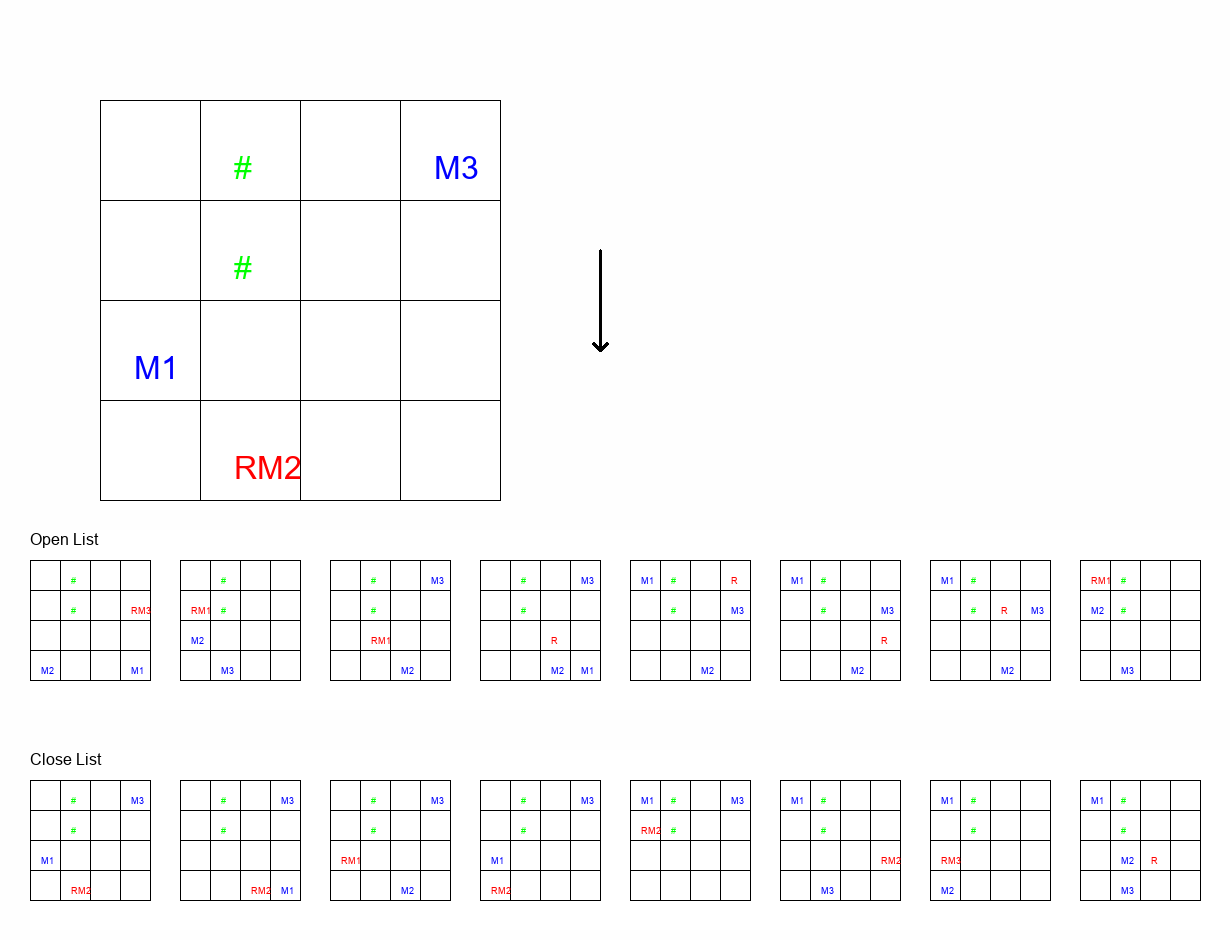 # M3
#
M1
RM2
Open List
# # # M3 # M3 M1 # R M1 # M1 # RM1 #
# RM3 RM1 # # # # M3 # M3 # R M3 M2 #
M2 RM1 R R
M2 M1 M3 M2 M2 M1 M2 M2 M2 M3
Close List
# M3 # M3 # M3 # M3 M1 # M3 M1 # M1 # M1 #
# # # # RM2 # # # #
M1 RM1 M1 RM2 RM3 M2 R
RM2 RM2 M1 M2 RM2 M3 M2 M3